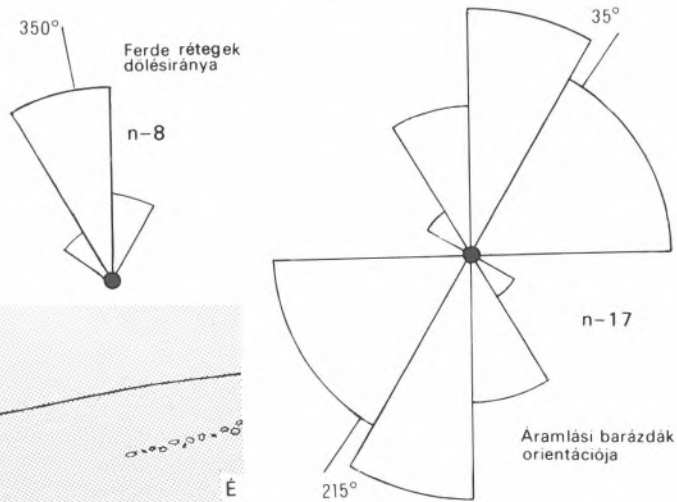 350°
Ferde rétegek
dőlésiránya
n-8
35°
n-17
Áramlási barázdák
orientációja
215°
É